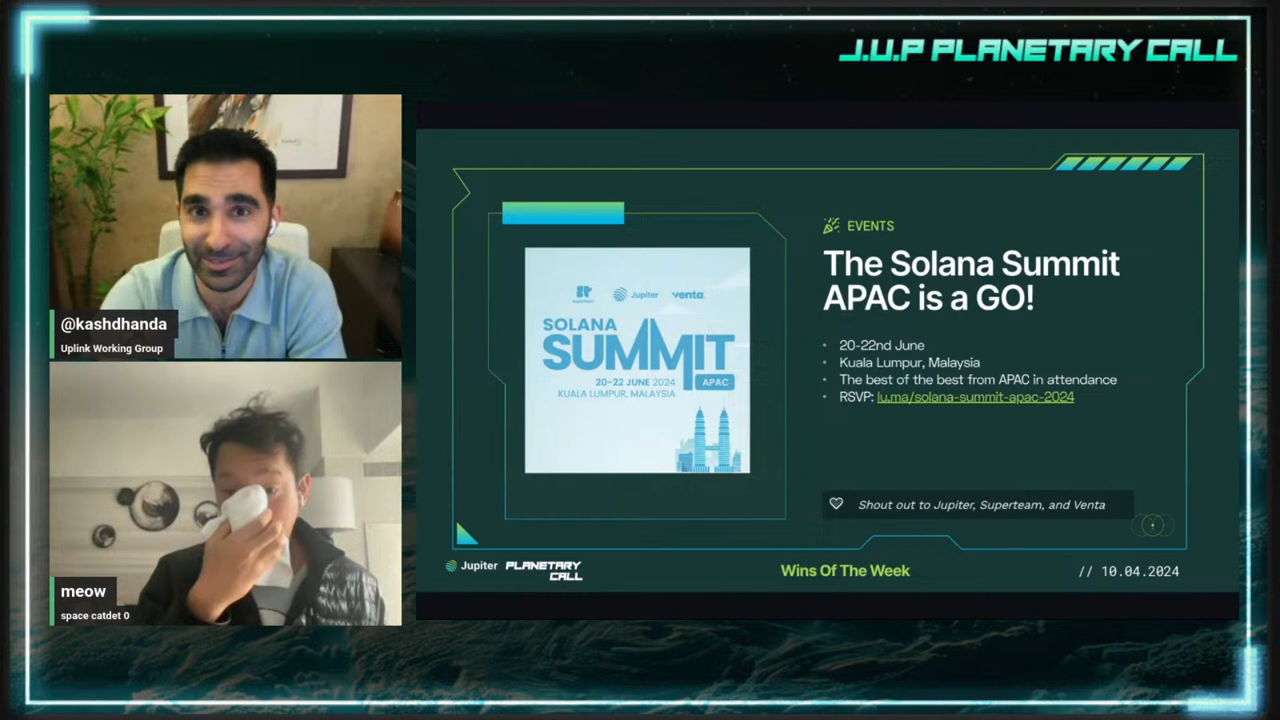 J.U.P PLANETARY CALL
@kashdhanda
Uplink Working Group
meow
space catdet 0
Jupiter
venta.
SOLANA
SUMMIT
20-22 JUNE 2024
APAC
KUALA LUMPUR, MALAYSIA
EVENTS
The Solana Summit
APAC is a GO!
• 20-22nd June
• Kuala Lumpur, Malaysia
• The best of the best from APAC in attendance
• RSVP: lu.ma/solana-summit-apac-2024
Shout out to Jupiter, Superteam, and Venta
Jupiter PLANETARY
CALL
Wins Of The Week
// 10.04.2024